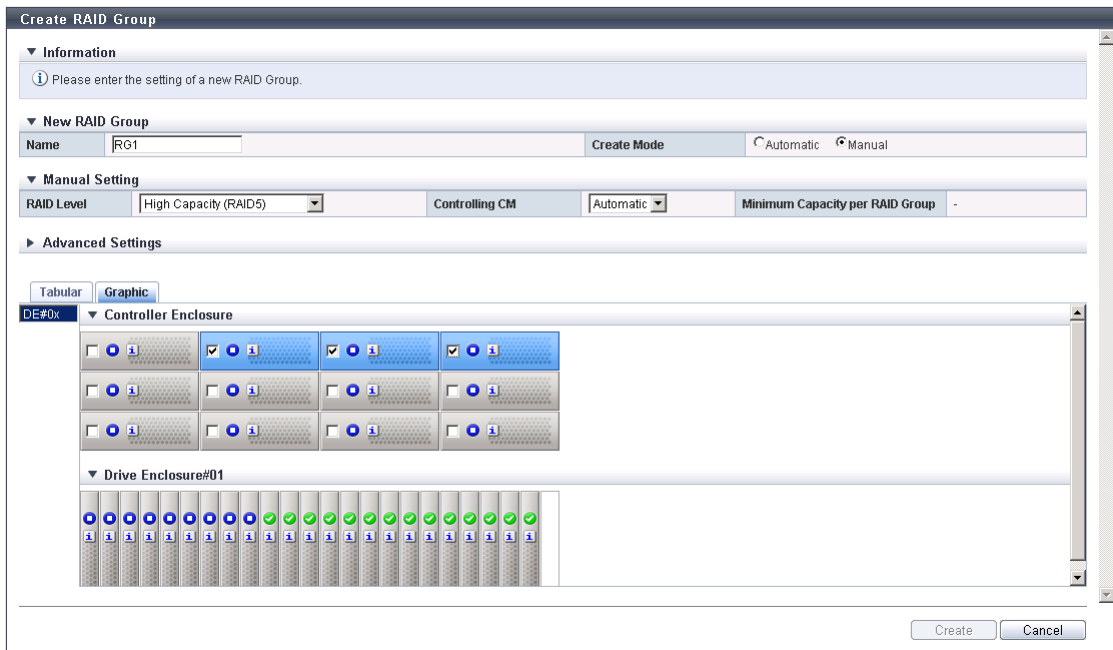 Create RAID Group
Information
Please enter the setting of a new RAID Group.
New RAID Group
Name RG1 Create Mode Automatic Manual
Manual Setting
RAID Level High Capacity (RAID5) Controlling CM Automatic Minimum Capacity per RAID Group -
Advanced Settings
Tabular Graphic
DE#0x Controller Enclosure
Drive Enclosure#01
Create Cancel